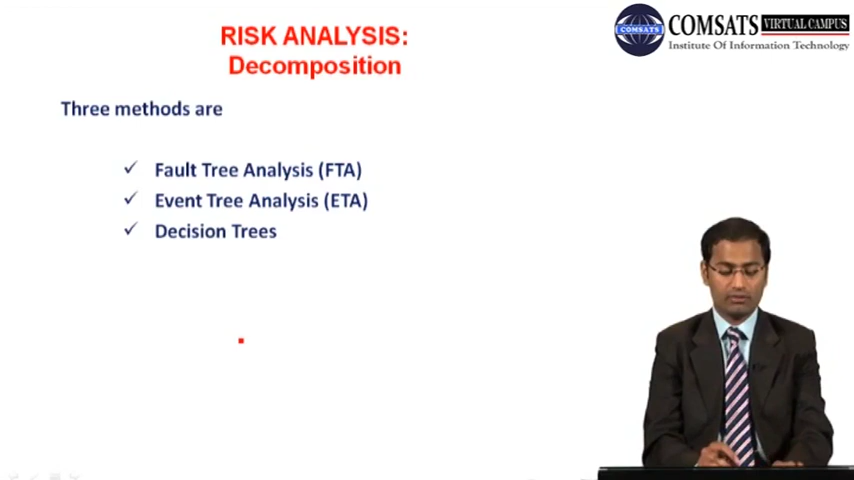 RISK ANALYSIS:
Decomposition
COMSATS
COMSATS VIRTUAL CAMPUS
Institute Of Information Technology
Three methods are
✓ Fault Tree Analysis (FTA)
✓ Event Tree Analysis (ETA)
✓ Decision Trees